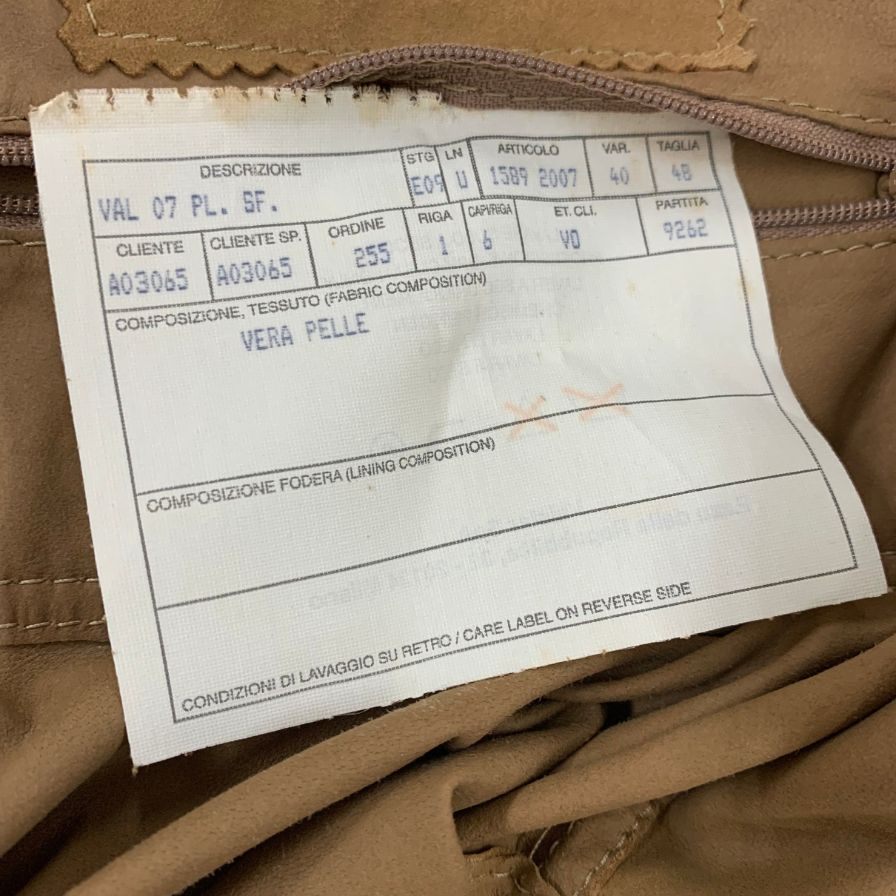 DESCRIZIONE STG LN ARTICOLO VAR. TAGLIA
VAL 07 PL. SF. E09 U 1589 2007 40 48
CLIENTE CLIENTE SP. ORDINE RIGA CAPI/RIGA ET. CLI. PARTITA
A03065 A03065 255 1 6 VO 9262
COMPOSIZIONE, TESSUTO (FABRIC COMPOSITION)
VERA PELLE
COMPOSIZIONE FODERA (LINING COMPOSITION)
CONDIZIONI DI LAVAGGIO SU RETRO / CARE LABEL ON REVERSE SIDE